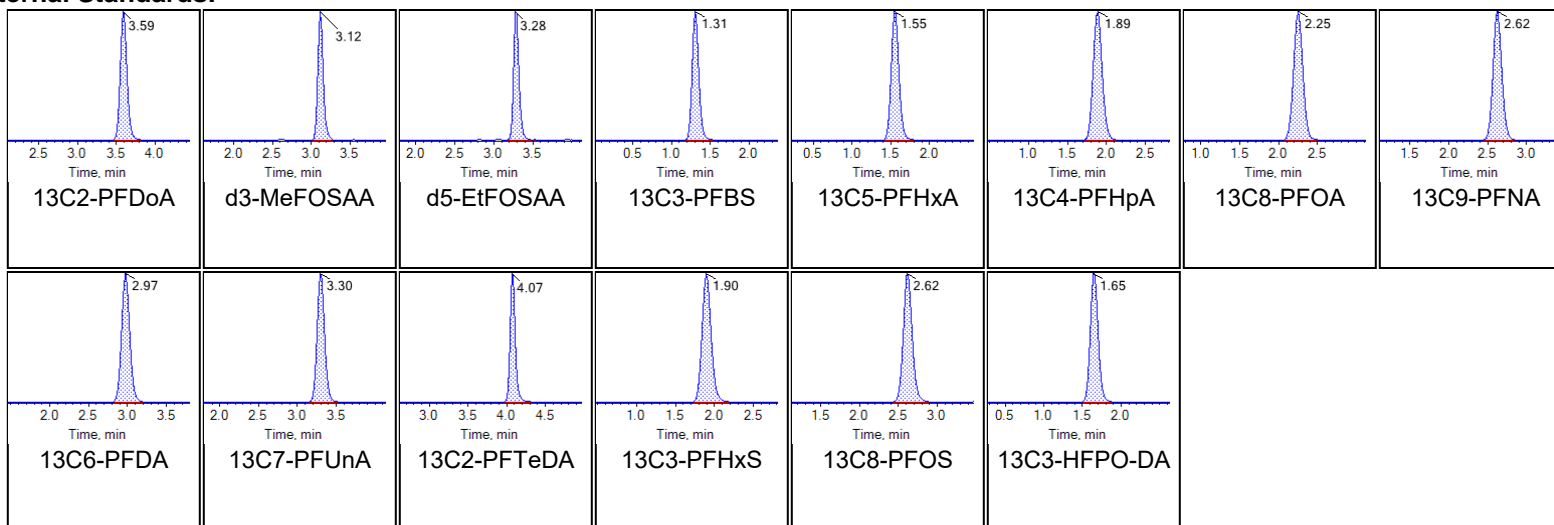 ternal Standards:
3.59
2.5 3.0 3.5 4.0
Time, min
13C2-PFDoA
3.12
2.0 2.5 3.0 3.5
Time, min
d3-MeFOSAA
3.28
2.0 2.5 3.0 3.5
Time, min
d5-EtFOSAA
1.31
0.5 1.0 1.5 2.0
Time, min
13C3-PFBS
1.55
0.5 1.0 1.5 2.0
Time, min
13C5-PFHxA
1.89
1.0 1.5 2.0 2.5
Time, min
13C4-PFHpA
2.25
1.0 1.5 2.0 2.5
Time, min
13C8-PFOA
2.62
1.5 2.0 2.5 3.0
Time, min
13C9-PFNA
2.97
2.0 2.5 3.0 3.5
Time, min
13C6-PFDA
3.30
2.0 2.5 3.0 3.5
Time, min
13C7-PFUnA
4.07
3.0 3.5 4.0 4.5
Time, min
13C2-PFTeDA
1.90
1.0 1.5 2.0 2.5
Time, min
13C3-PFHxS
2.62
1.5 2.0 2.5 3.0
Time, min
13C8-PFOS
1.65
0.5 1.0 1.5 2.0
Time, min
13C3-HFPO-DA